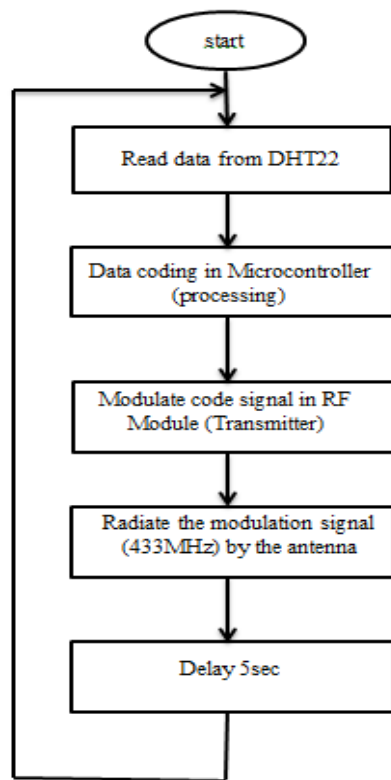 start
Read data from DHT22
Data coding in Microcontroller
(processing)
Modulate code signal in RF
Module (Transmitter)
Radiate the modulation signal
(433MHz) by the antenna
Delay 5sec